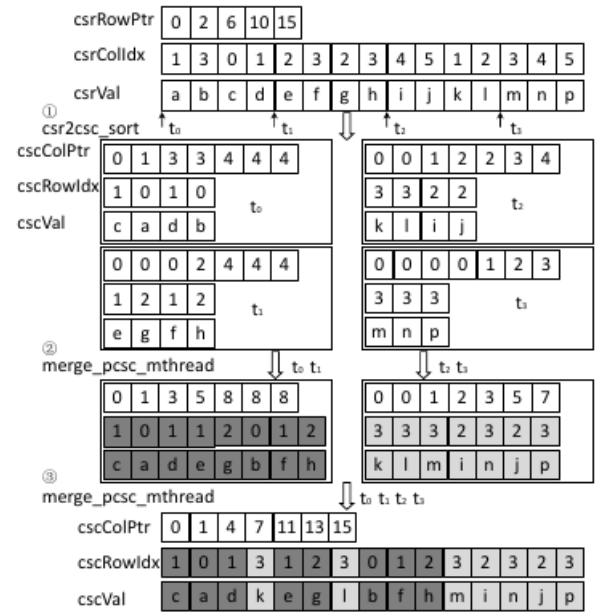 csrRowPtr 0 2 6 10 15
csrColIdx 1 3 0 1 2 3 2 3 4 5 1 2 3 4 5
csrVal a b c d e f g h i j k l m n p
①
csr2csc_sort t₀ t₁ t₂ t₃
cscColPtr 0 1 3 3 4 4 4 0 0 1 2 2 3 4
cscRowIdx 1 0 1 0 t₀ 3 3 2 2 t₂
cscVal c a d b k l i j
0 0 0 2 4 4 4 0 0 0 0 1 2 3
1 2 1 2 t₁ 3 3 3 t₃
e g f h m n p
②
merge_pcsc_mthread t₀ t₁ t₂ t₃
0 1 3 5 8 8 8 0 0 1 2 3 5 7
1 0 1 1 2 0 1 2 3 3 3 2 3 2 3
c a d e g b f h k l m i n j p
③
merge_pcsc_mthread t₀ t₁ t₂ t₃
cscColPtr 0 1 4 7 11 13 15
cscRowIdx 1 0 1 3 1 2 3 0 1 2 3 2 3 2 3
cscVal c a d k e g l b f h m i n j p